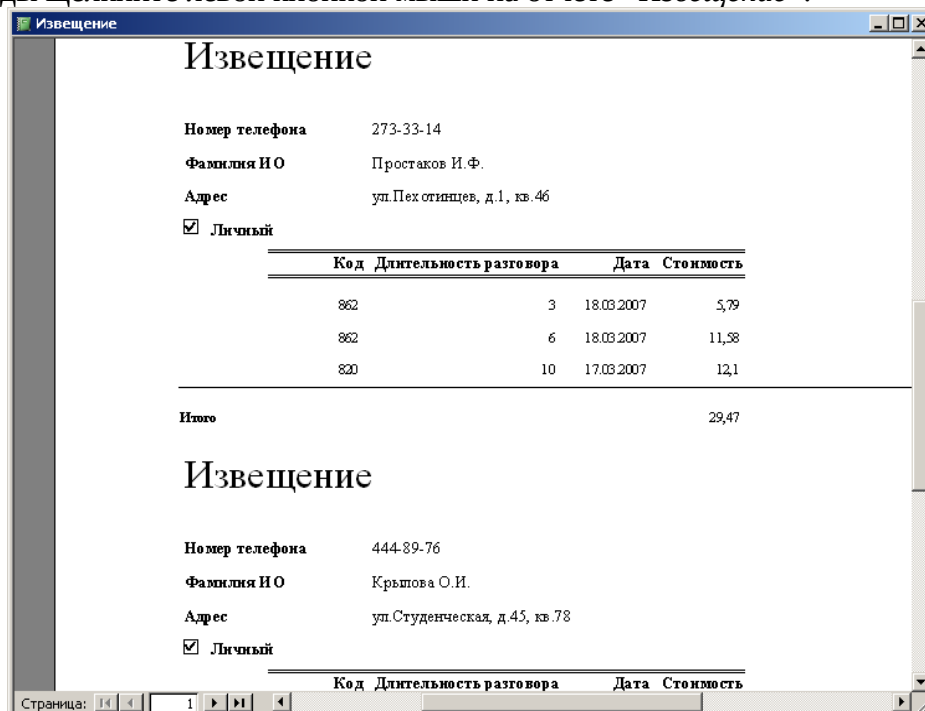 Извещение
Извещение
Номер телефона 273-33-14
Фамилия И О Простаков И.Ф.
Адрес ул.Пехотинцев, д.1, кв.46
Личный
Код Длительность разговора Дата Стоимость
862 3 18.03.2007 5,79
862 6 18.03.2007 11,58
820 10 17.03.2007 12,1
Итого 29,47
Извещение
Номер телефона 444-89-76
Фамилия И О Крылова О.И.
Адрес ул.Студенческая, д.45, кв.78
Личный
Код Длительность разговора Дата Стоимость
Страница: 1